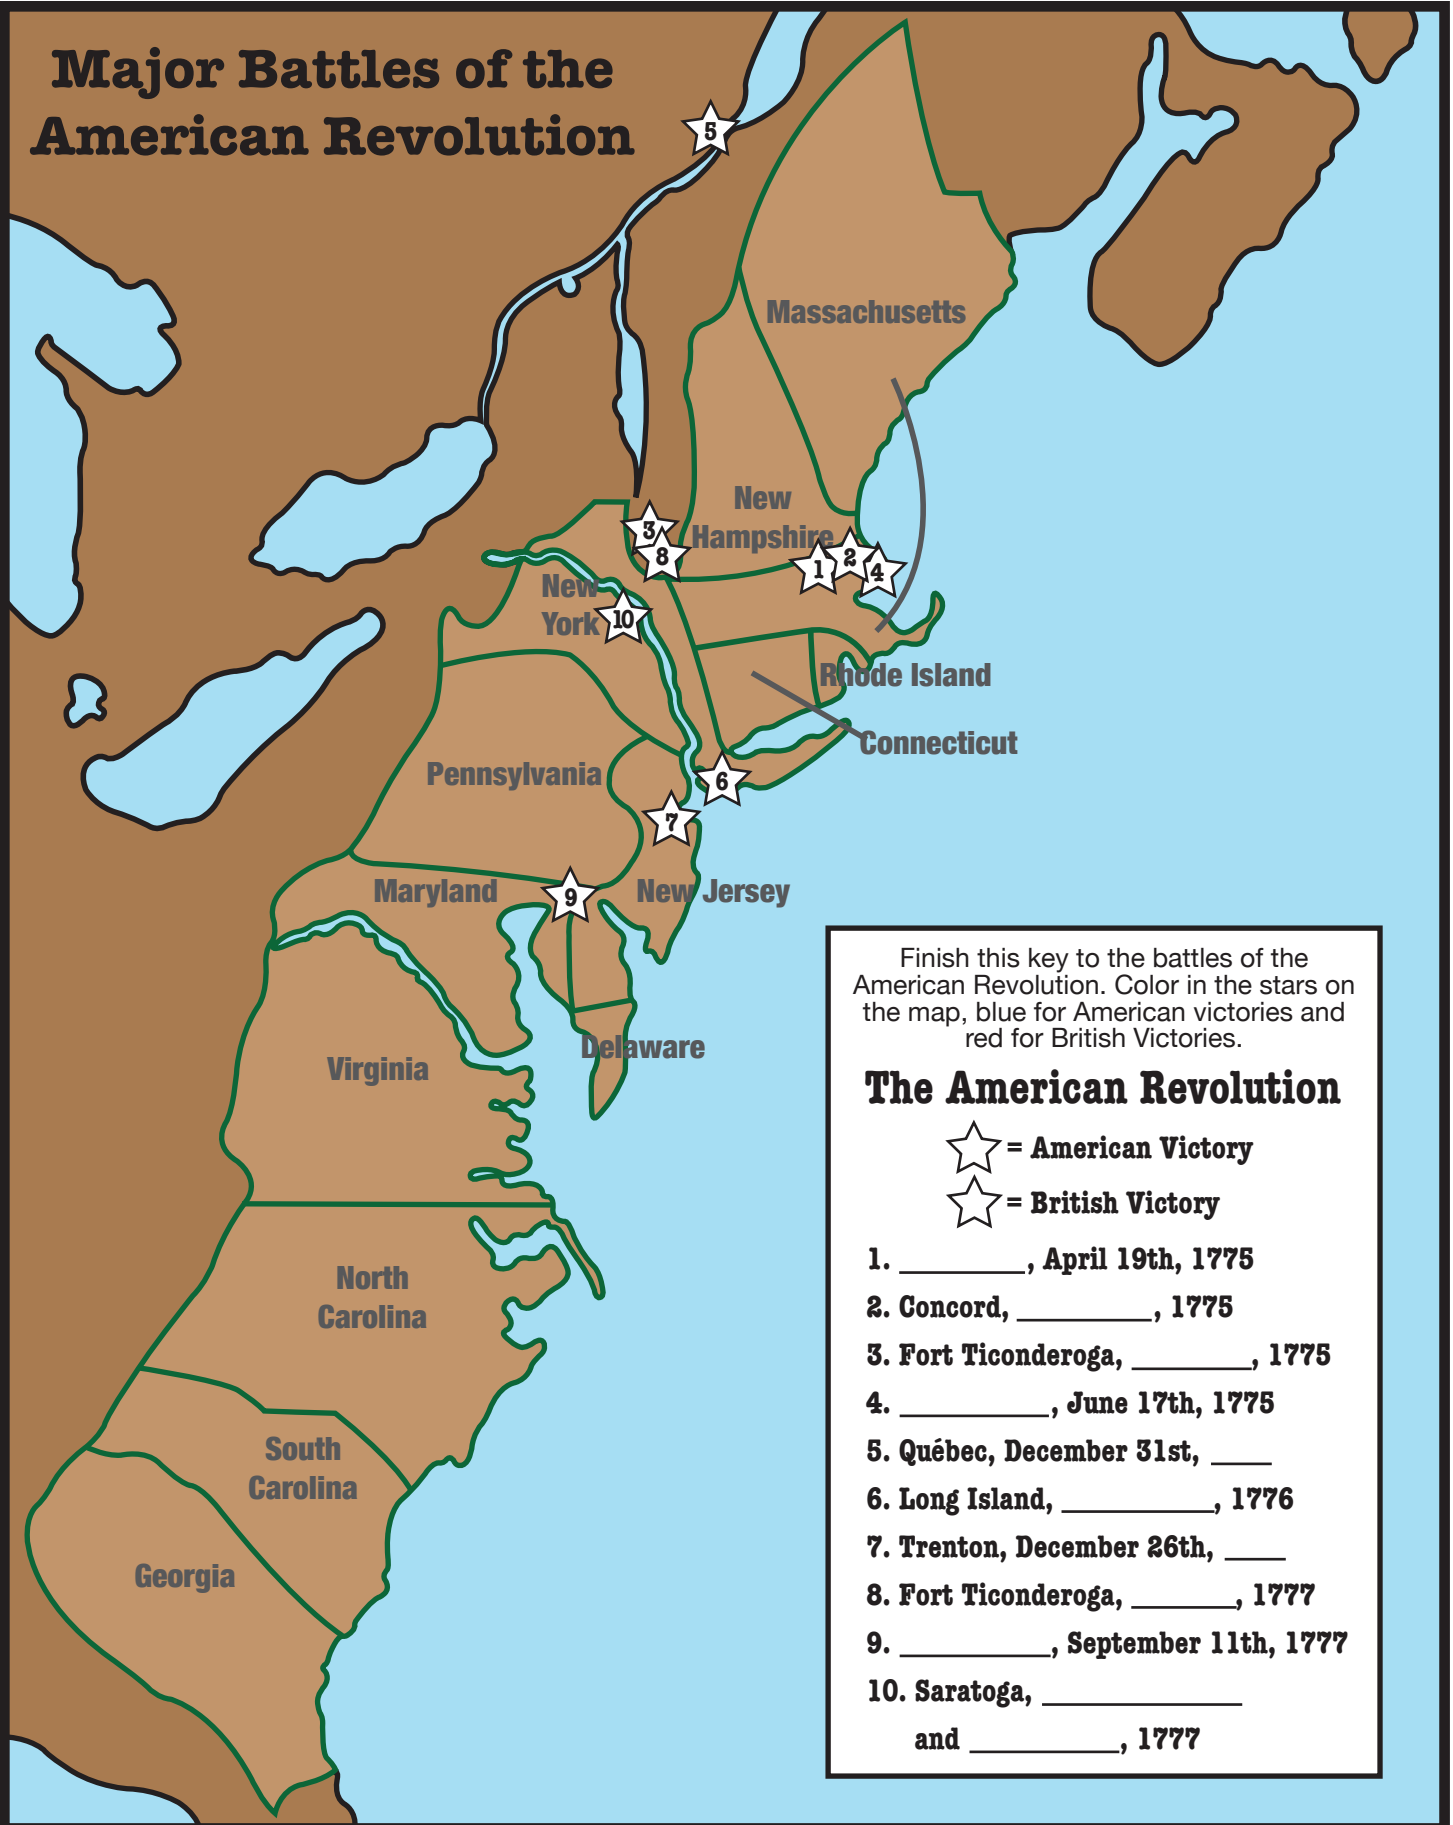 Major Battles of the
American Revolution
5
Massachusetts
New
Hampshire
3
8
1
2
4
New
York
10
Rhode Island
Connecticut
Pennsylvania
6
7
Maryland
9
New Jersey
Delaware
Virginia
North
Carolina
South
Carolina
Georgia
Finish this key to the battles of the
American Revolution. Color in the stars on
the map, blue for American victories and
red for British Victories.
The American Revolution
= American Victory
= British Victory
1. ________, April 19th, 1775
2. Concord, _________, 1775
3. Fort Ticonderoga, ________, 1775
4. __________, June 17th, 1775
5. Québec, December 31st, ____
6. Long Island, __________, 1776
7. Trenton, December 26th, ____
8. Fort Ticonderoga, _______, 1777
9. __________, September 11th, 1777
10. Saratoga, _____________
and __________, 1777